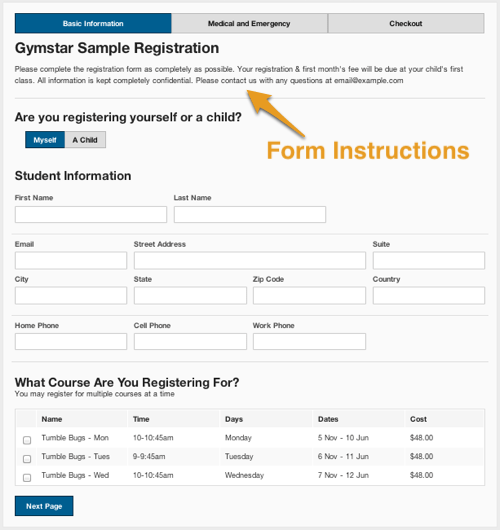 Basic Information
Medical and Emergency
Checkout
Gymstar Sample Registration
Please complete the registration form as completely as possible. Your registration & first month's fee will be due at your child's first
class. All information is kept completely confidential. Please contact us with any questions at email@example.com
Are you registering yourself or a child?
Myself
A Child
Form Instructions
Student Information
First Name
Last Name
Email
Street Address
Suite
City
State
Zip Code
Country
Home Phone
Cell Phone
Work Phone
What Course Are You Registering For?
You may register for multiple courses at a time
Name Time Days Dates Cost
Tumble Bugs - Mon 10-10:45am Monday 5 Nov - 10 Jun $48.00
Tumble Bugs - Tues 9-9:45am Tuesday 6 Nov - 11 Jun $48.00
Tumble Bugs - Wed 10-10:45am Wednesday 7 Nov - 12 Jun $48.00
Next Page